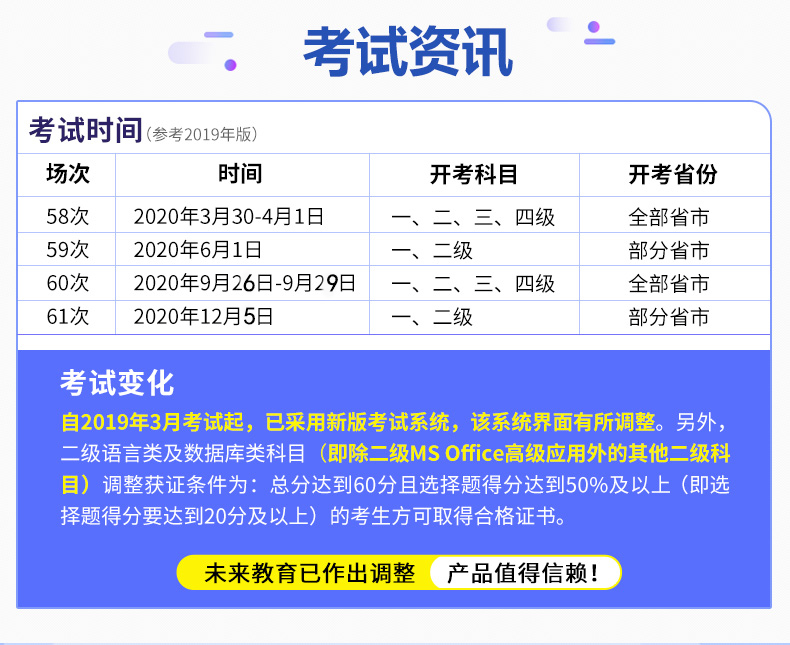 考试资讯
考试时间(参考2019年版)
场次 时间 开考科目 开考省份
58次 2020年3月30-4月1日 一、二、三、四级 全部省市
59次 2020年6月1日 一、二级 部分省市
60次 2020年9月26日-9月29日 一、二、三、四级 全部省市
61次 2020年12月5日 一、二级 部分省市
考试变化
自2019年3月考试起，已采用新版考试系统，该系统界面有所调整。另外，
二级语言类及数据库类科目（即除二级MS Office高级应用外的其他二级科
目）调整获证条件为：总分达到60分且选择题得分达到50%及以上（即选
择题得分要达到20分及以上）的考生方可取得合格证书。
未来教育已作出调整 产品值得信赖！